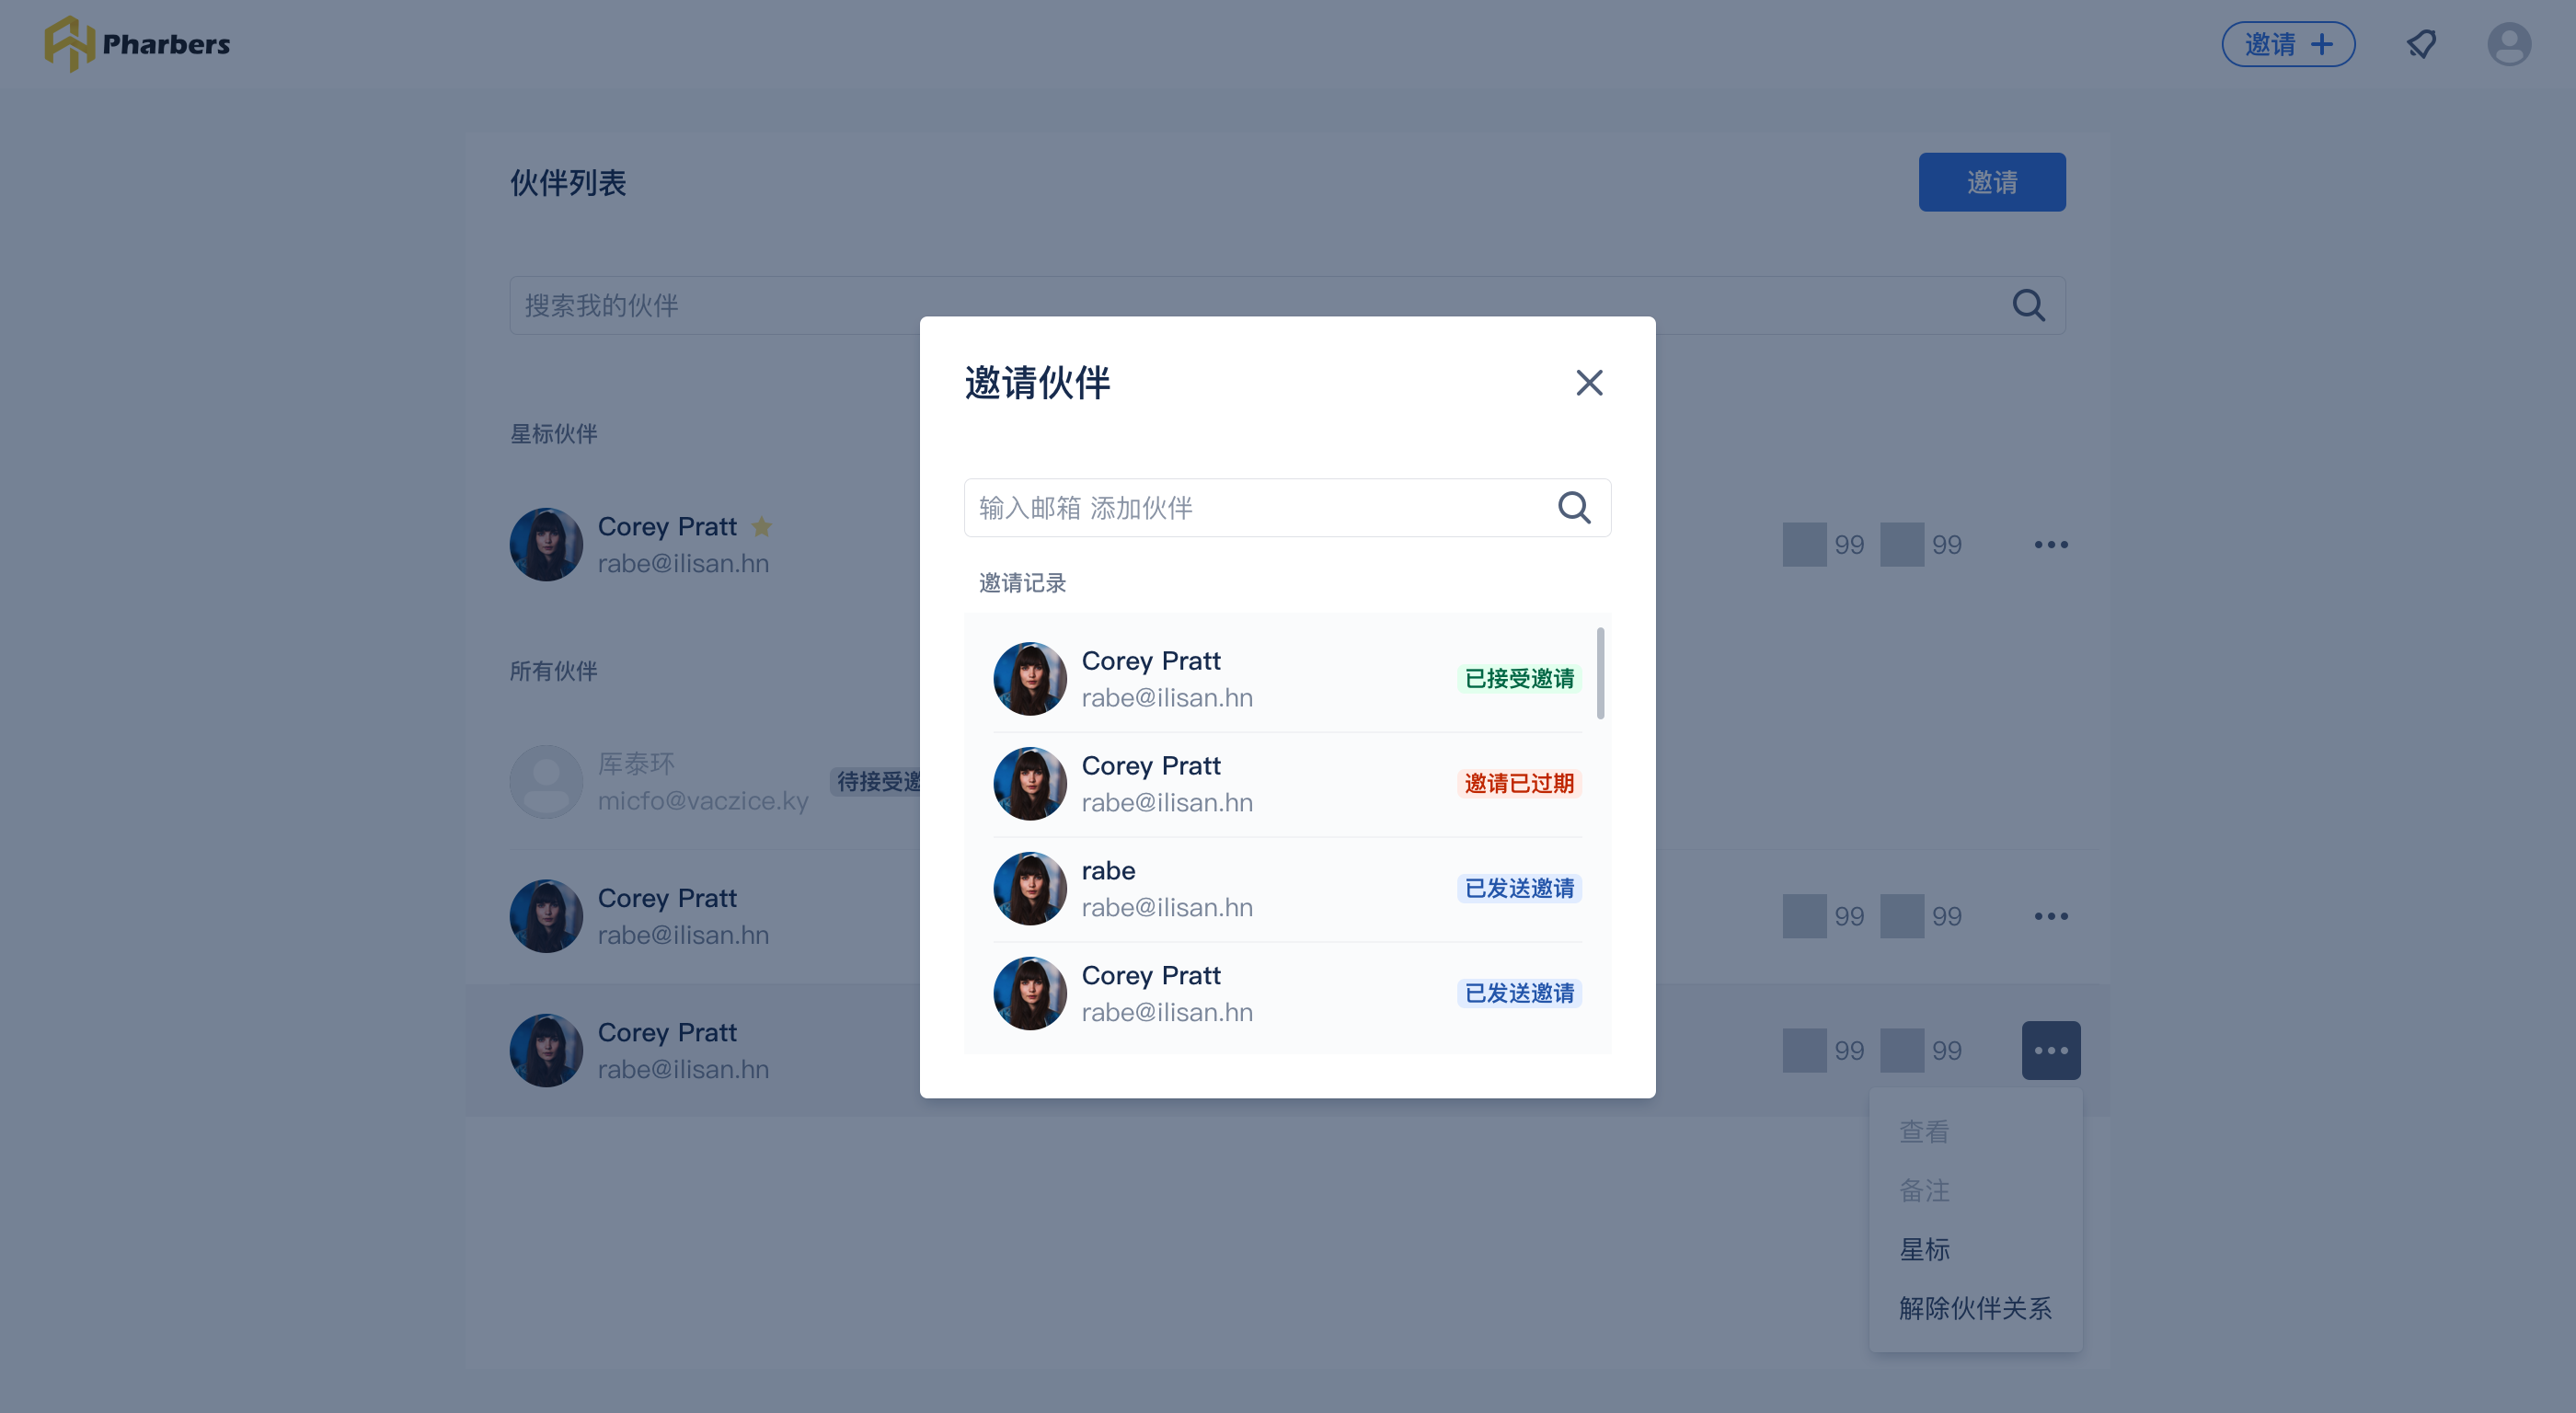 Pharbers
邀请
伙伴列表
邀请
搜索我的伙伴
星标伙伴
Corey Pratt
rabe@ilisan.hn
99 99
所有伙伴
厍泰环
micfo@vaczice.ky
待接受邀
Corey Pratt
rabe@ilisan.hn
99 99
Corey Pratt
rabe@ilisan.hn
99 99
查看
备注
星标
解除伙伴关系
邀请伙伴
输入邮箱 添加伙伴
邀请记录
Corey Pratt
rabe@ilisan.hn
已接受邀请
Corey Pratt
rabe@ilisan.hn
邀请已过期
rabe
rabe@ilisan.hn
已发送邀请
Corey Pratt
rabe@ilisan.hn
已发送邀请